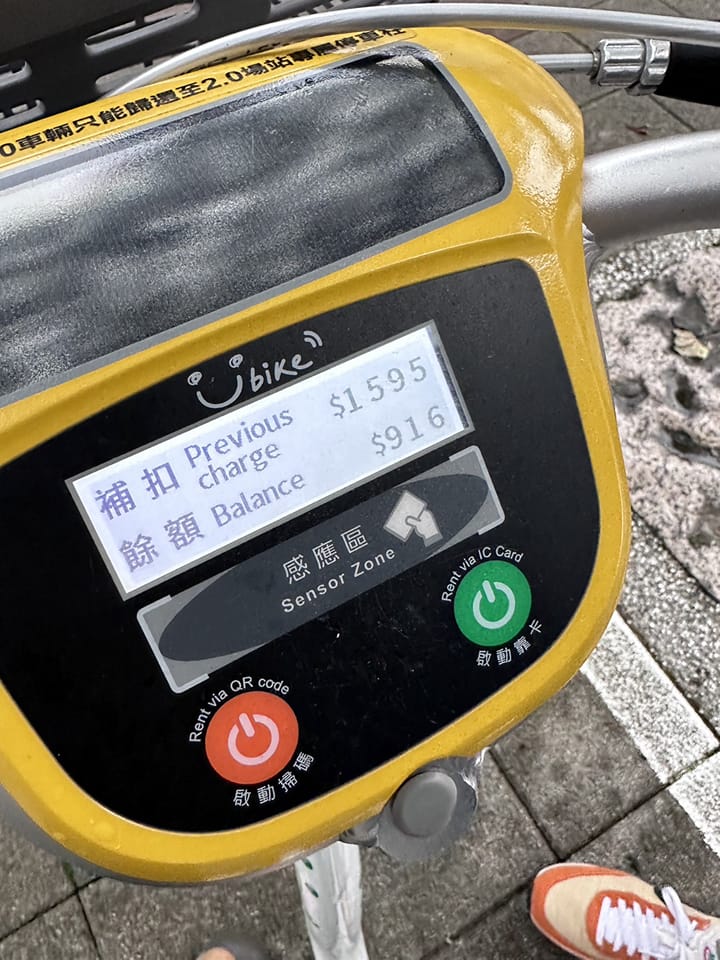 0車輛只能歸還至2.0場站專屬停車柱
Ubike
補扣 Previous charge $1595
餘額 Balance $916
感應區
Sensor Zone
Rent via IC Card
啟動靠卡
Rent via QR code
啟動掃碼